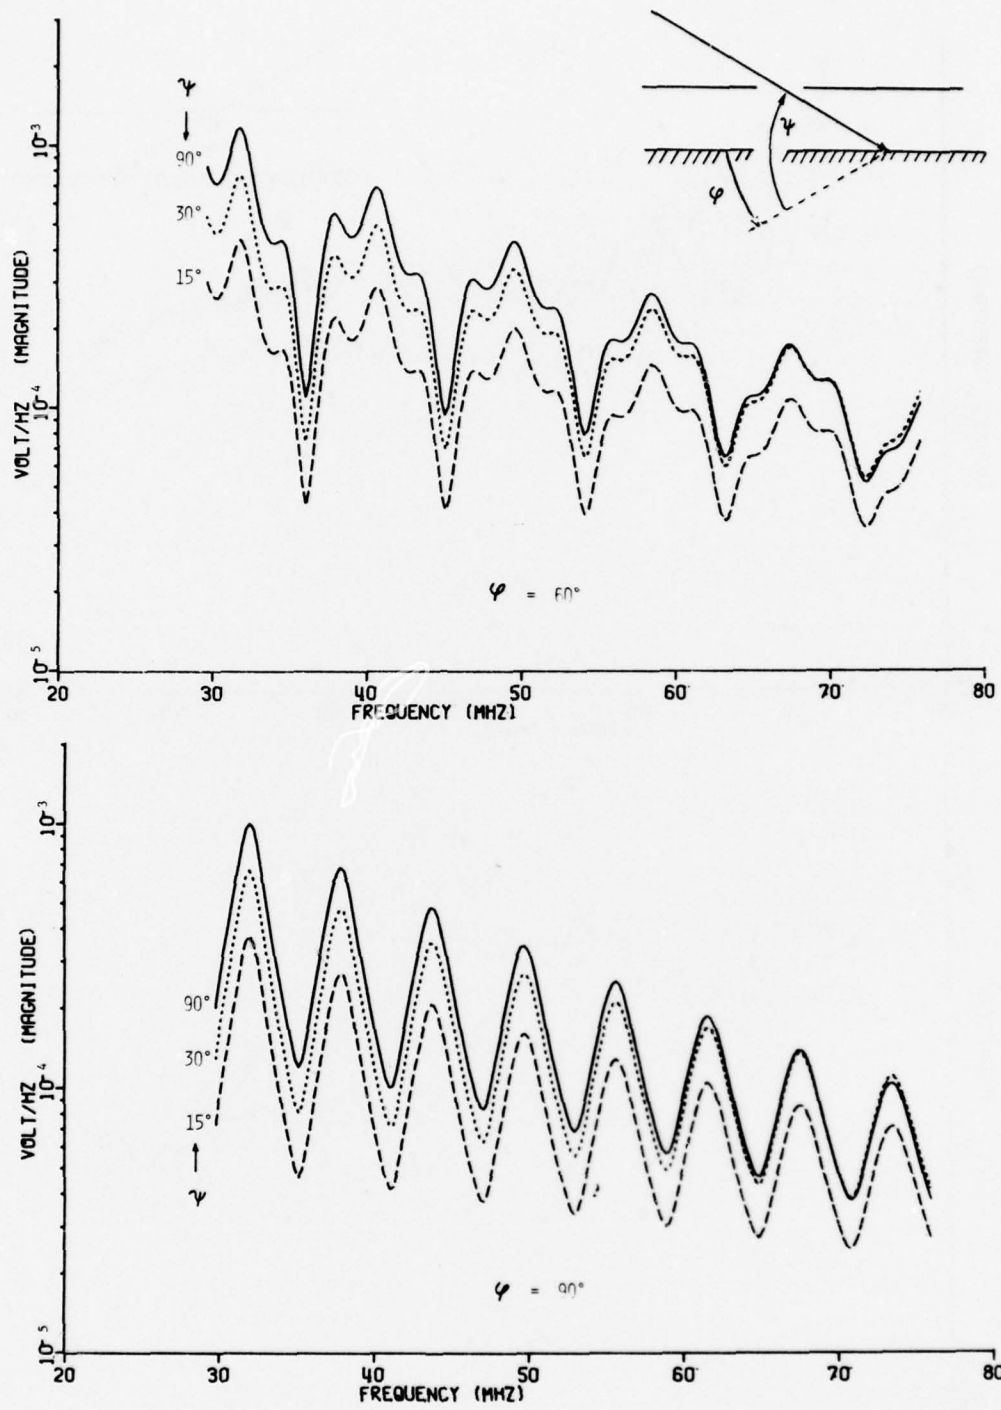 ψ
ψ
φ
90°
30°
15°
10⁻³
10⁻⁴
10⁻⁵
VOLT/HZ (MAGNITUDE)
φ = 60°
20 30 40 50 60 70 80
FREQUENCY (MHZ)
10⁻³
10⁻⁴
10⁻⁵
VOLT/HZ (MAGNITUDE)
90°
30°
15°
ψ
φ = 90°
20 30 40 50 60 70 80
FREQUENCY (MHZ)